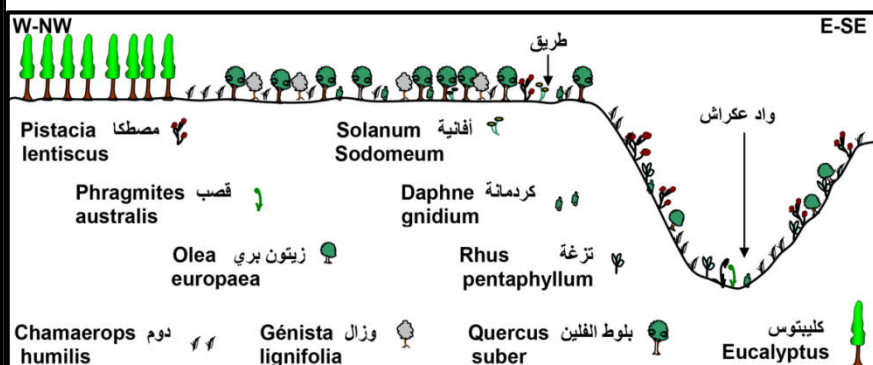 W-NW E-SE
طريق
واد عكراش
Pistacia مصطكا
lentiscus
Solanum أفانية
Sodomeum
Phragmites قصب
australis
Daphne كردمانة
gnidium
Olea زيتون بري
europaea
Rhus تزغة
pentaphyllum
Chamaerops دوم
humilis
Génista وزال
lignifolia
Quercus بلوط الفلين
suber
كليبتوس
Eucalyptus